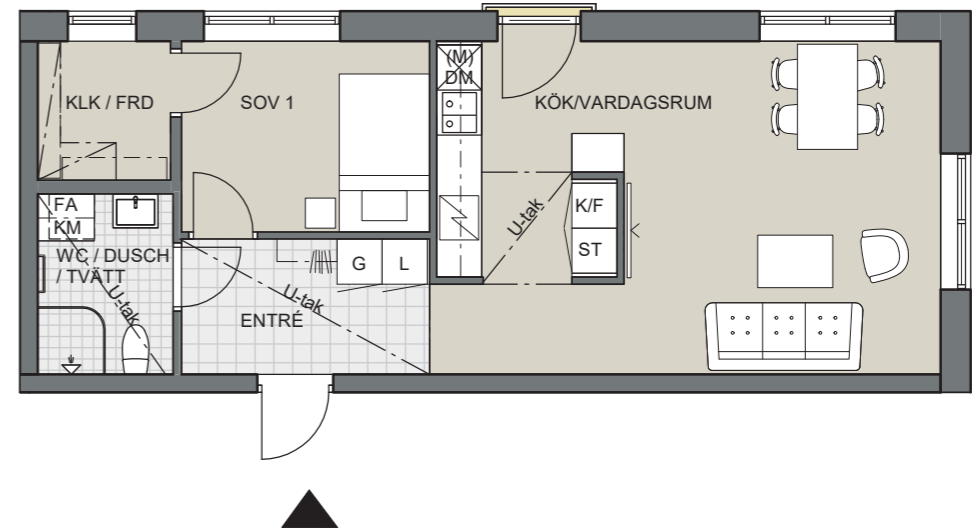 KLK / FRD
SOV 1
(M)
DM
KÖK/VARDAGSRUM
FA
KM
WC / DUSCH
/ TVÄTT
U-tak
U-tak
ENTRÉ
G
L
U-tak
K/F
ST